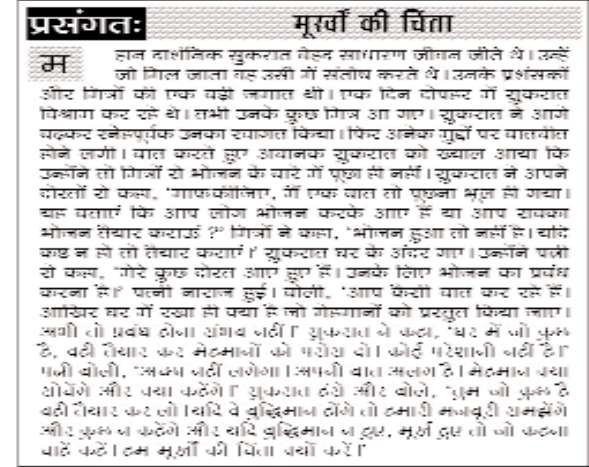 प्रसंगतः
मूर्खों की चिंता
महान दार्शनिक सुकरात बेहद साधारण जीवन जीते थे। उन्हें
जो मिल जाता वह उसी में संतोष करते थे। उनके प्रशंसकों
और मित्रों की एक बड़ी जमात थी। एक दिन दोपहर में सुकरात
विश्राम कर रहे थे। तभी उनके कुछ मित्र आ गए। सुकरात ने आगे
बढ़कर स्नेहपूर्वक उनका स्वागत किया। फिर अनेक मुद्दों पर बातचीत
होने लगी। बात करते हुए अचानक सुकरात को ख्याल आया कि
उन्होंने तो मित्रों से भोजन के बारे में पूछा ही नहीं। सुकरात ने अपने
दोस्तों से कहा, 'माफ कीजिए, मैं एक बात तो पूछना भूल ही गया।
यह बताएं कि आप लोग भोजन करके आए हैं या आप सबका
भोजन तैयार कराऊं ?' मित्रों ने कहा, 'भोजन हुआ तो नहीं है। यदि
कष्ट न हो तो तैयार कराएं।' सुकरात घर के अंदर गए। उन्होंने पत्नी
से कहा, 'मेरे कुछ दोस्त आए हुए हैं। उनके लिए भोजन का प्रबंध
करना है।' पत्नी नाराज हुई। बोली, 'आप कैसी बात कर रहे हैं।
आखिर घर में रखा ही क्या है जो मेहमानों को प्रस्तुत किया जाए।
अभी तो प्रबंध होना संभव नहीं।' सुकरात ने कहा, 'घर में जो कुछ
है, वही तैयार कर मेहमानों को परोस दो। कोई परेशानी नहीं है।'
पत्नी बोली, 'अच्छा नहीं लगेगा। अपनी बात अलग है। मेहमान क्या
सोचेंगे और क्या कहेंगे।' सुकरात हंसे और बोले, 'तुम जो कुछ है
वही तैयार कर लो। यदि वे बुद्धिमान होंगे तो हमारी मजबूरी समझेंगे
और कुछ न कहेंगे और यदि बुद्धिमान न हुए, मूर्ख हुए तो जो कहना
चाहें कहें। हम मूर्खों की चिंता क्यों करें।'